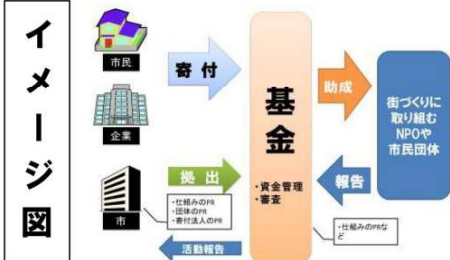 イメージ図
市民
企業
市
寄付
拠出
・仕組みのPR
・団体のPR
・寄付法人のPR
活動報告
基金
・資金管理
・審査
助成
報告
・仕組みのPRな
ど
街づくりに
取り組む
NPOや
市民団体